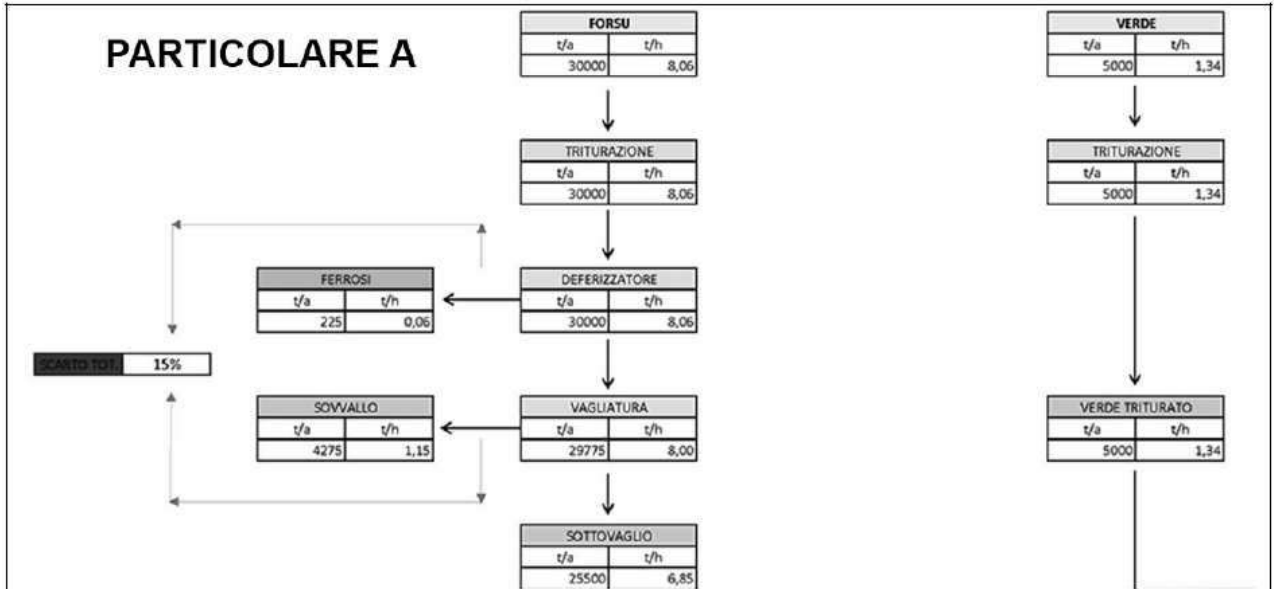 PARTICOLARE A
FORSU
t/a t/h
30000 8,06
VERDE
t/a t/h
5000 1,34
TRITURAZIONE
t/a t/h
30000 8,06
TRITURAZIONE
t/a t/h
5000 1,34
FERROSI
t/a t/h
225 0,06
DEFERIZZATORE
t/a t/h
30000 8,06
SCARTO TOT. 15%
SOVVALLO
t/a t/h
4275 1,15
VAGLIATURA
t/a t/h
29775 8,00
VERDE TRITURATO
t/a t/h
5000 1,34
SOTTOVAGLIO
t/a t/h
25500 6,85